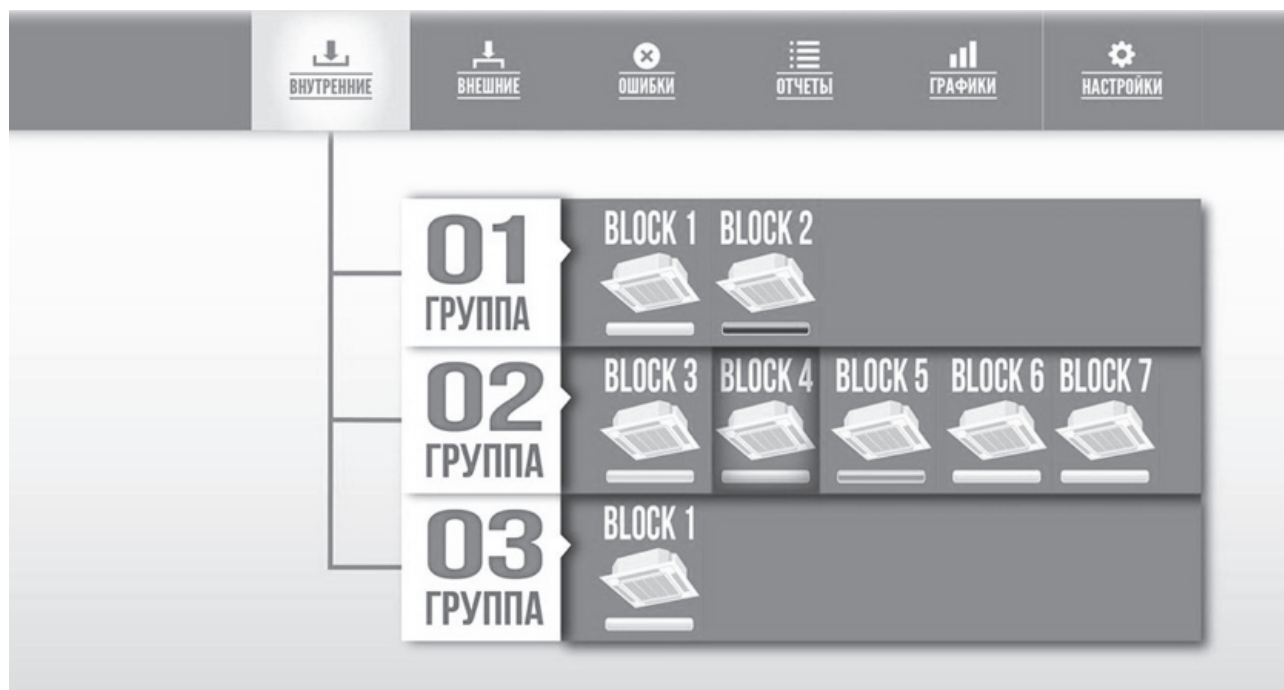 ВНУТРЕННИЕ ВНЕШНИЕ ОШИБКИ ОТЧЕТЫ ГРАФИКИ НАСТРОЙКИ
01
ГРУППА
BLOCK 1 BLOCK 2
02
ГРУППА
BLOCK 3 BLOCK 4 BLOCK 5 BLOCK 6 BLOCK 7
03
ГРУППА
BLOCK 1